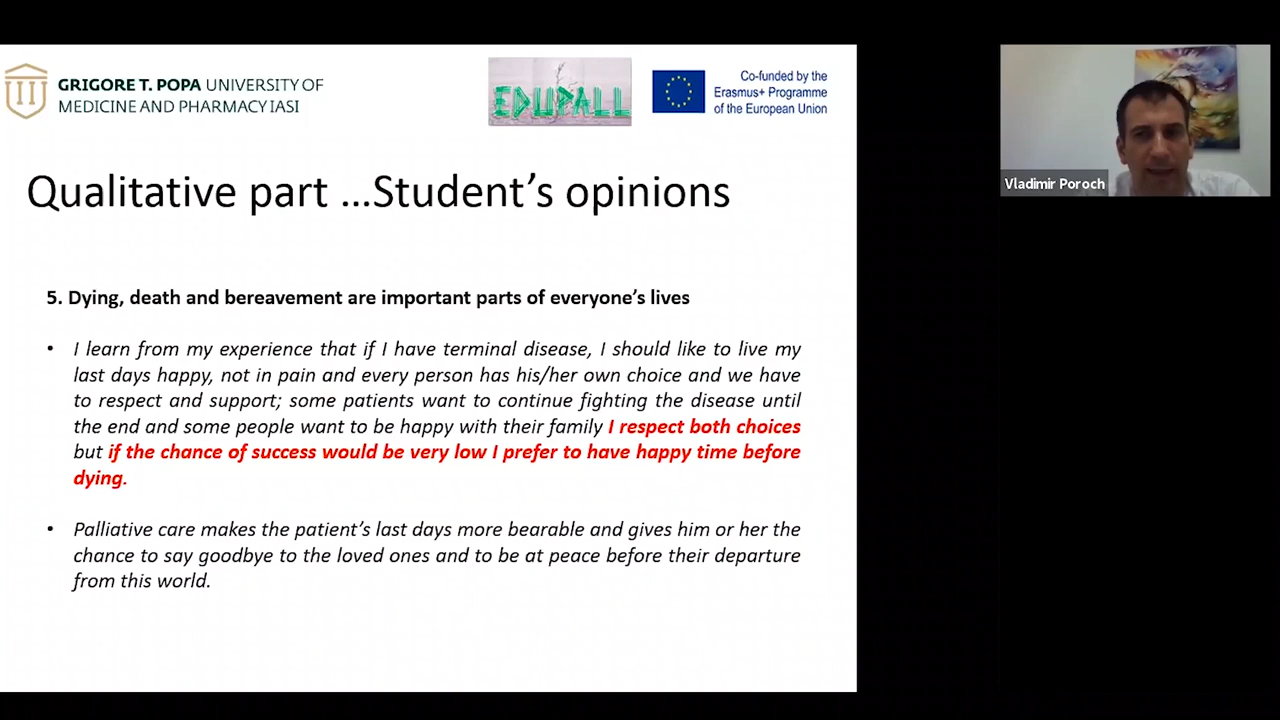 GRIGORE T. POPA UNIVERSITY OF
MEDICINE AND PHARMACY IASI
EDUPALL
Co-funded by the
Erasmus+ Programme
of the European Union
Vladimir Poroch
Qualitative part ...Student's opinions
5. Dying, death and bereavement are important parts of everyone's lives
• I learn from my experience that if I have terminal disease, I should like to live my
last days happy, not in pain and every person has his/her own choice and we have
to respect and support; some patients want to continue fighting the disease until
the end and some people want to be happy with their family I respect both choices
but if the chance of success would be very low I prefer to have happy time before
dying.
• Palliative care makes the patient's last days more bearable and gives him or her the
chance to say goodbye to the loved ones and to be at peace before their departure
from this world.